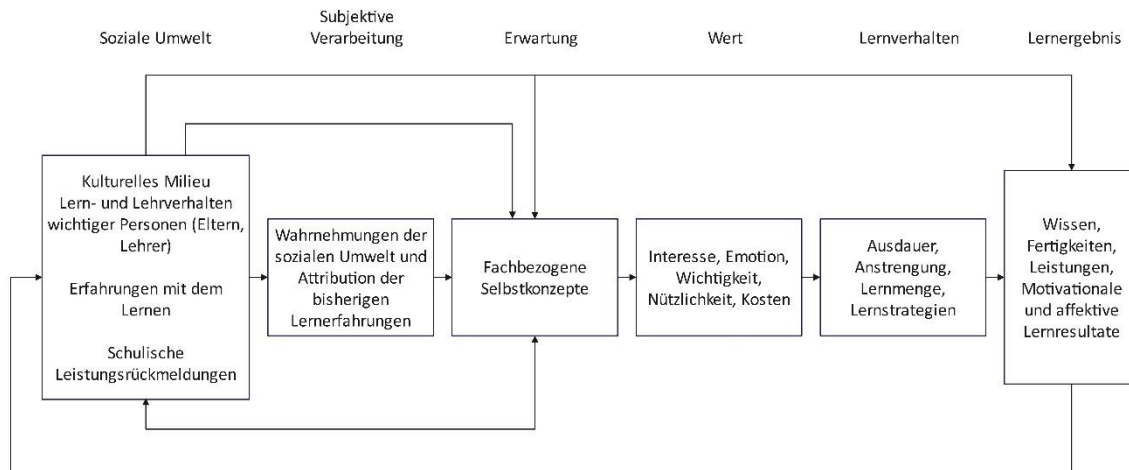 Soziale Umwelt
Subjektive
Verarbeitung
Erwartung
Wert
Lernverhalten
Lernergebnis
Kulturelles Milieu
Lern- und Lehrverhalten
wichtiger Personen (Eltern,
Lehrer)
Erfahrungen mit dem
Lernen
Schulische
Leistungsrückmeldungen
Wahrnehmungen der
sozialen Umwelt und
Attribution der
bisherigen
Lernerfahrungen
Fachbezogene
Selbstkonzepte
Interesse, Emotion,
Wichtigkeit,
Nützlichkeit, Kosten
Ausdauer,
Anstrengung,
Lernmenge,
Lernstrategien
Wissen,
Fertigkeiten,
Leistungen,
Motivationale
und affektive
Lernresultate